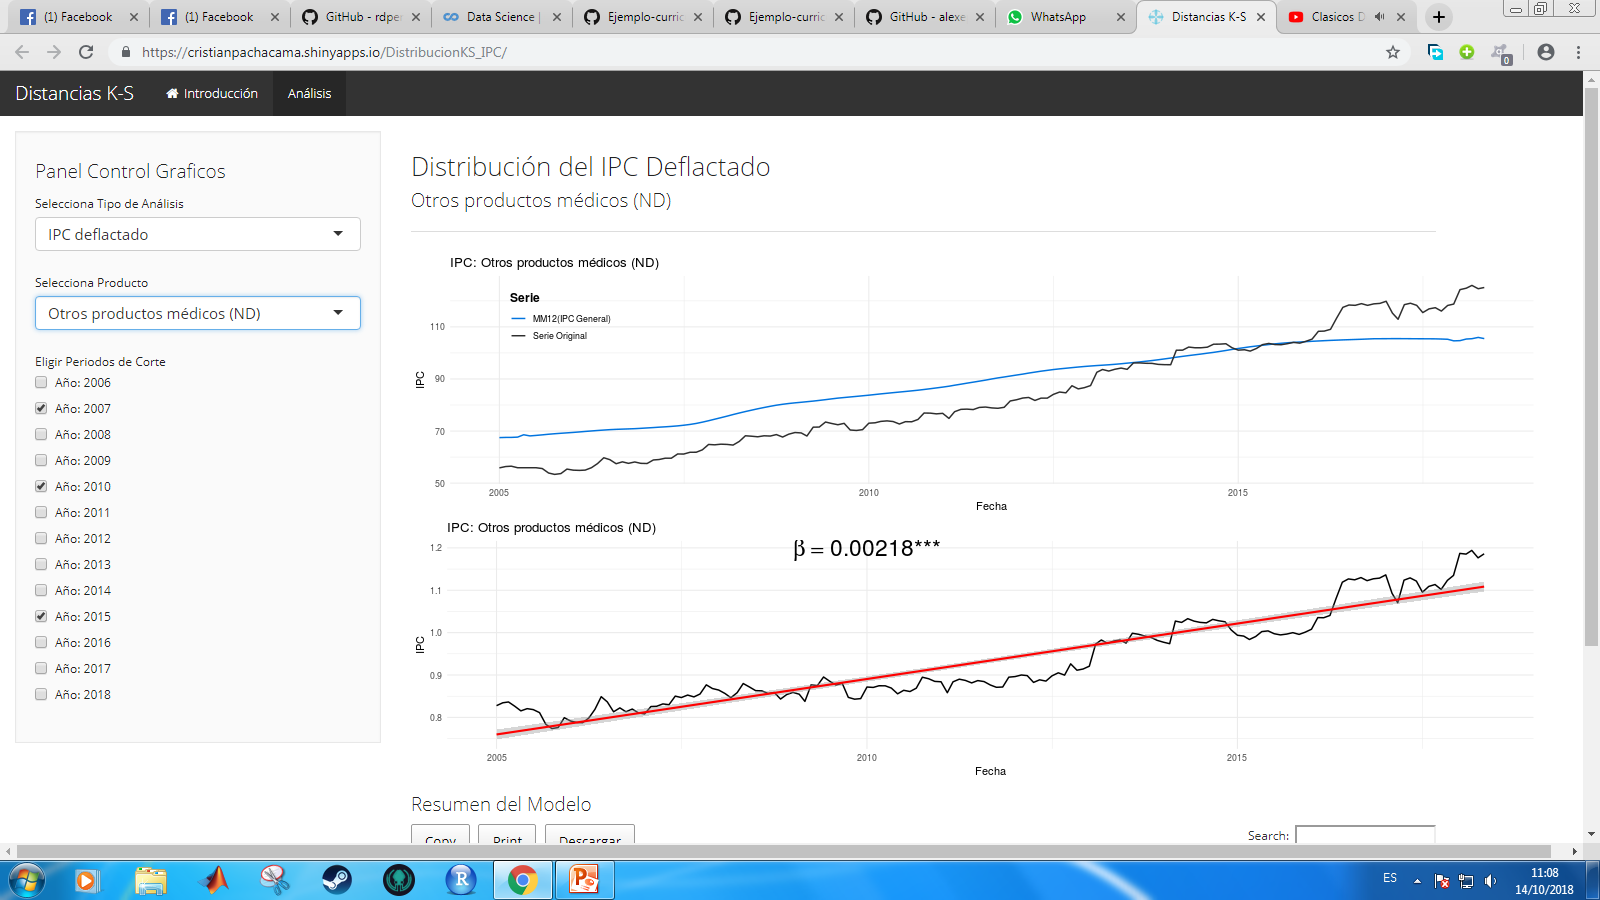 (1) Facebook
(1) Facebook
GitHub - rdpe
Data Science |
Ejemplo-curric
Ejemplo-curric
GitHub - alexe
WhatsApp
Distancias K-S
Clasicos D
https://cristianpachacama.shinyapps.io/DistribucionKS_IPC/
0
Distancias K-S
Introducción
Análisis
Panel Control Graficos
Selecciona Tipo de Análisis
IPC deflactado
Selecciona Producto
Otros productos médicos (ND)
Eligir Periodos de Corte
Año: 2006
Año: 2007
Año: 2008
Año: 2009
Año: 2010
Año: 2011
Año: 2012
Año: 2013
Año: 2014
Año: 2015
Año: 2016
Año: 2017
Año: 2018
Distribución del IPC Deflactado
Otros productos médicos (ND)
IPC: Otros productos médicos (ND)
Serie
MM12(IPC General)
Serie Original
110
90
70
50
IPC
2005
2010
2015
Fecha
IPC: Otros productos médicos (ND)
β = 0.00218***
1.2
1.1
1.0
0.9
0.8
IPC
2005
2010
2015
Fecha
Resumen del Modelo
Copy
Print
Descargar
Search:
ES
11:08
14/10/2018